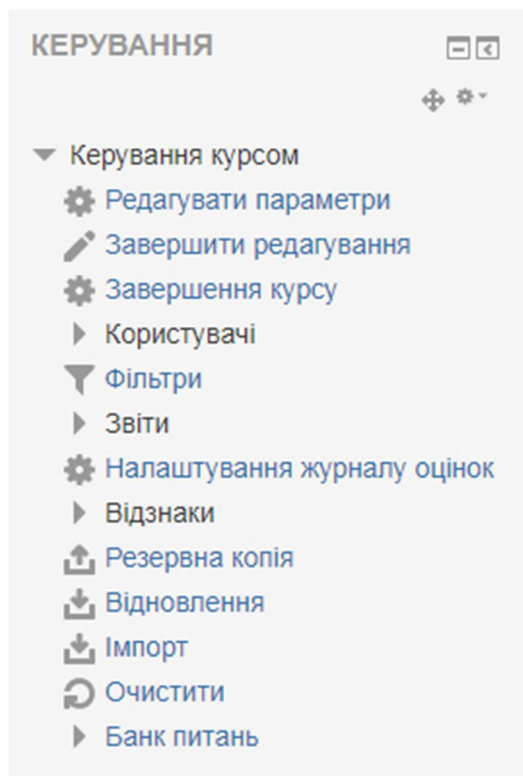 КЕРУВАННЯ
Керування курсом
Редагувати параметри
Завершити редагування
Завершення курсу
Користувачі
Фільтри
Звіти
Налаштування журналу оцінок
Відзнаки
Резервна копія
Відновлення
Імпорт
Очистити
Банк питань